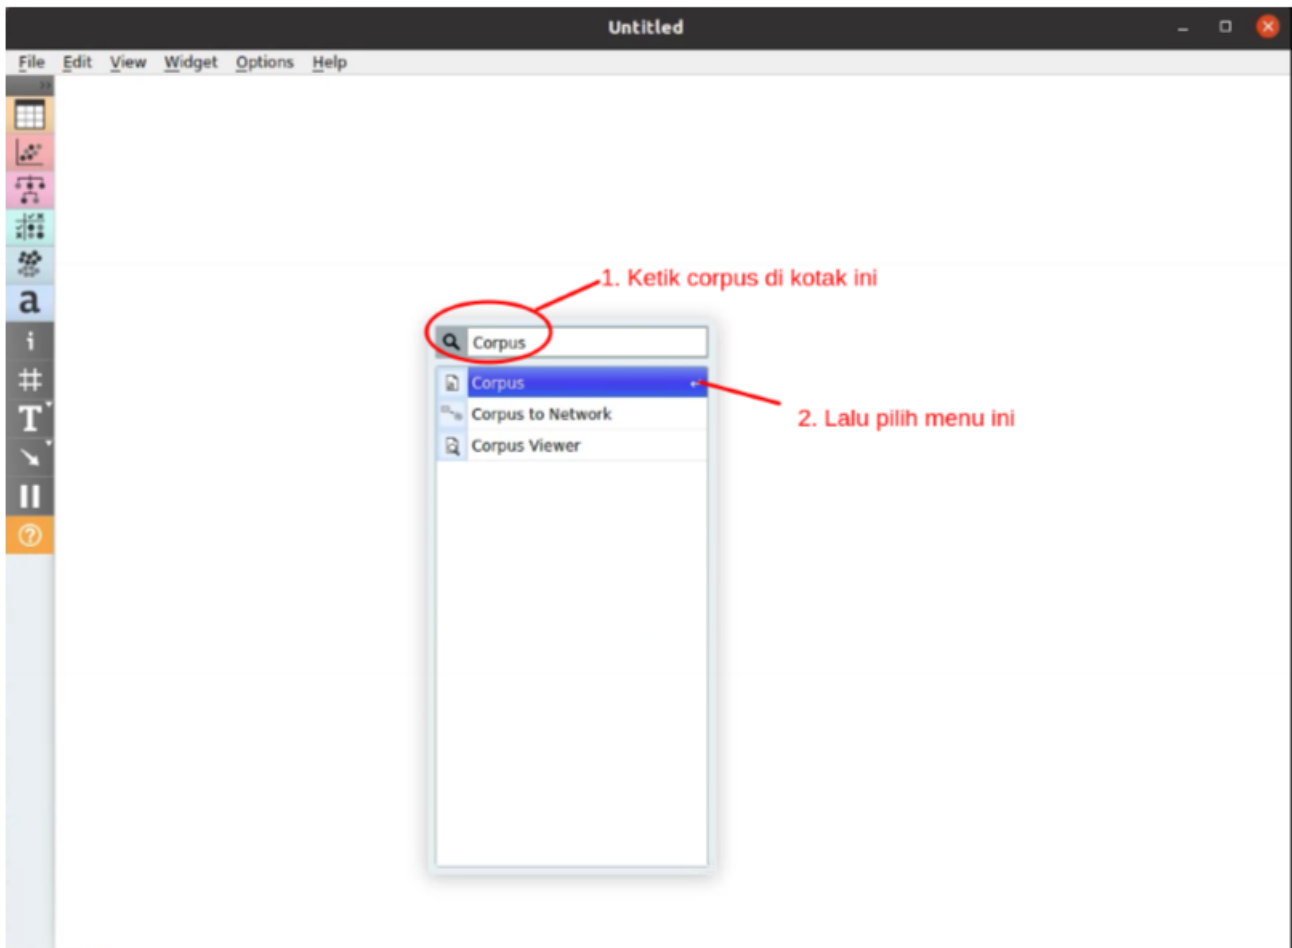 Untitled
File Edit View Widget Options Help
a
i
#
T
?
1. Ketik corpus di kotak ini
Corpus
Corpus
2. Lalu pilih menu ini
Corpus to Network
Corpus Viewer